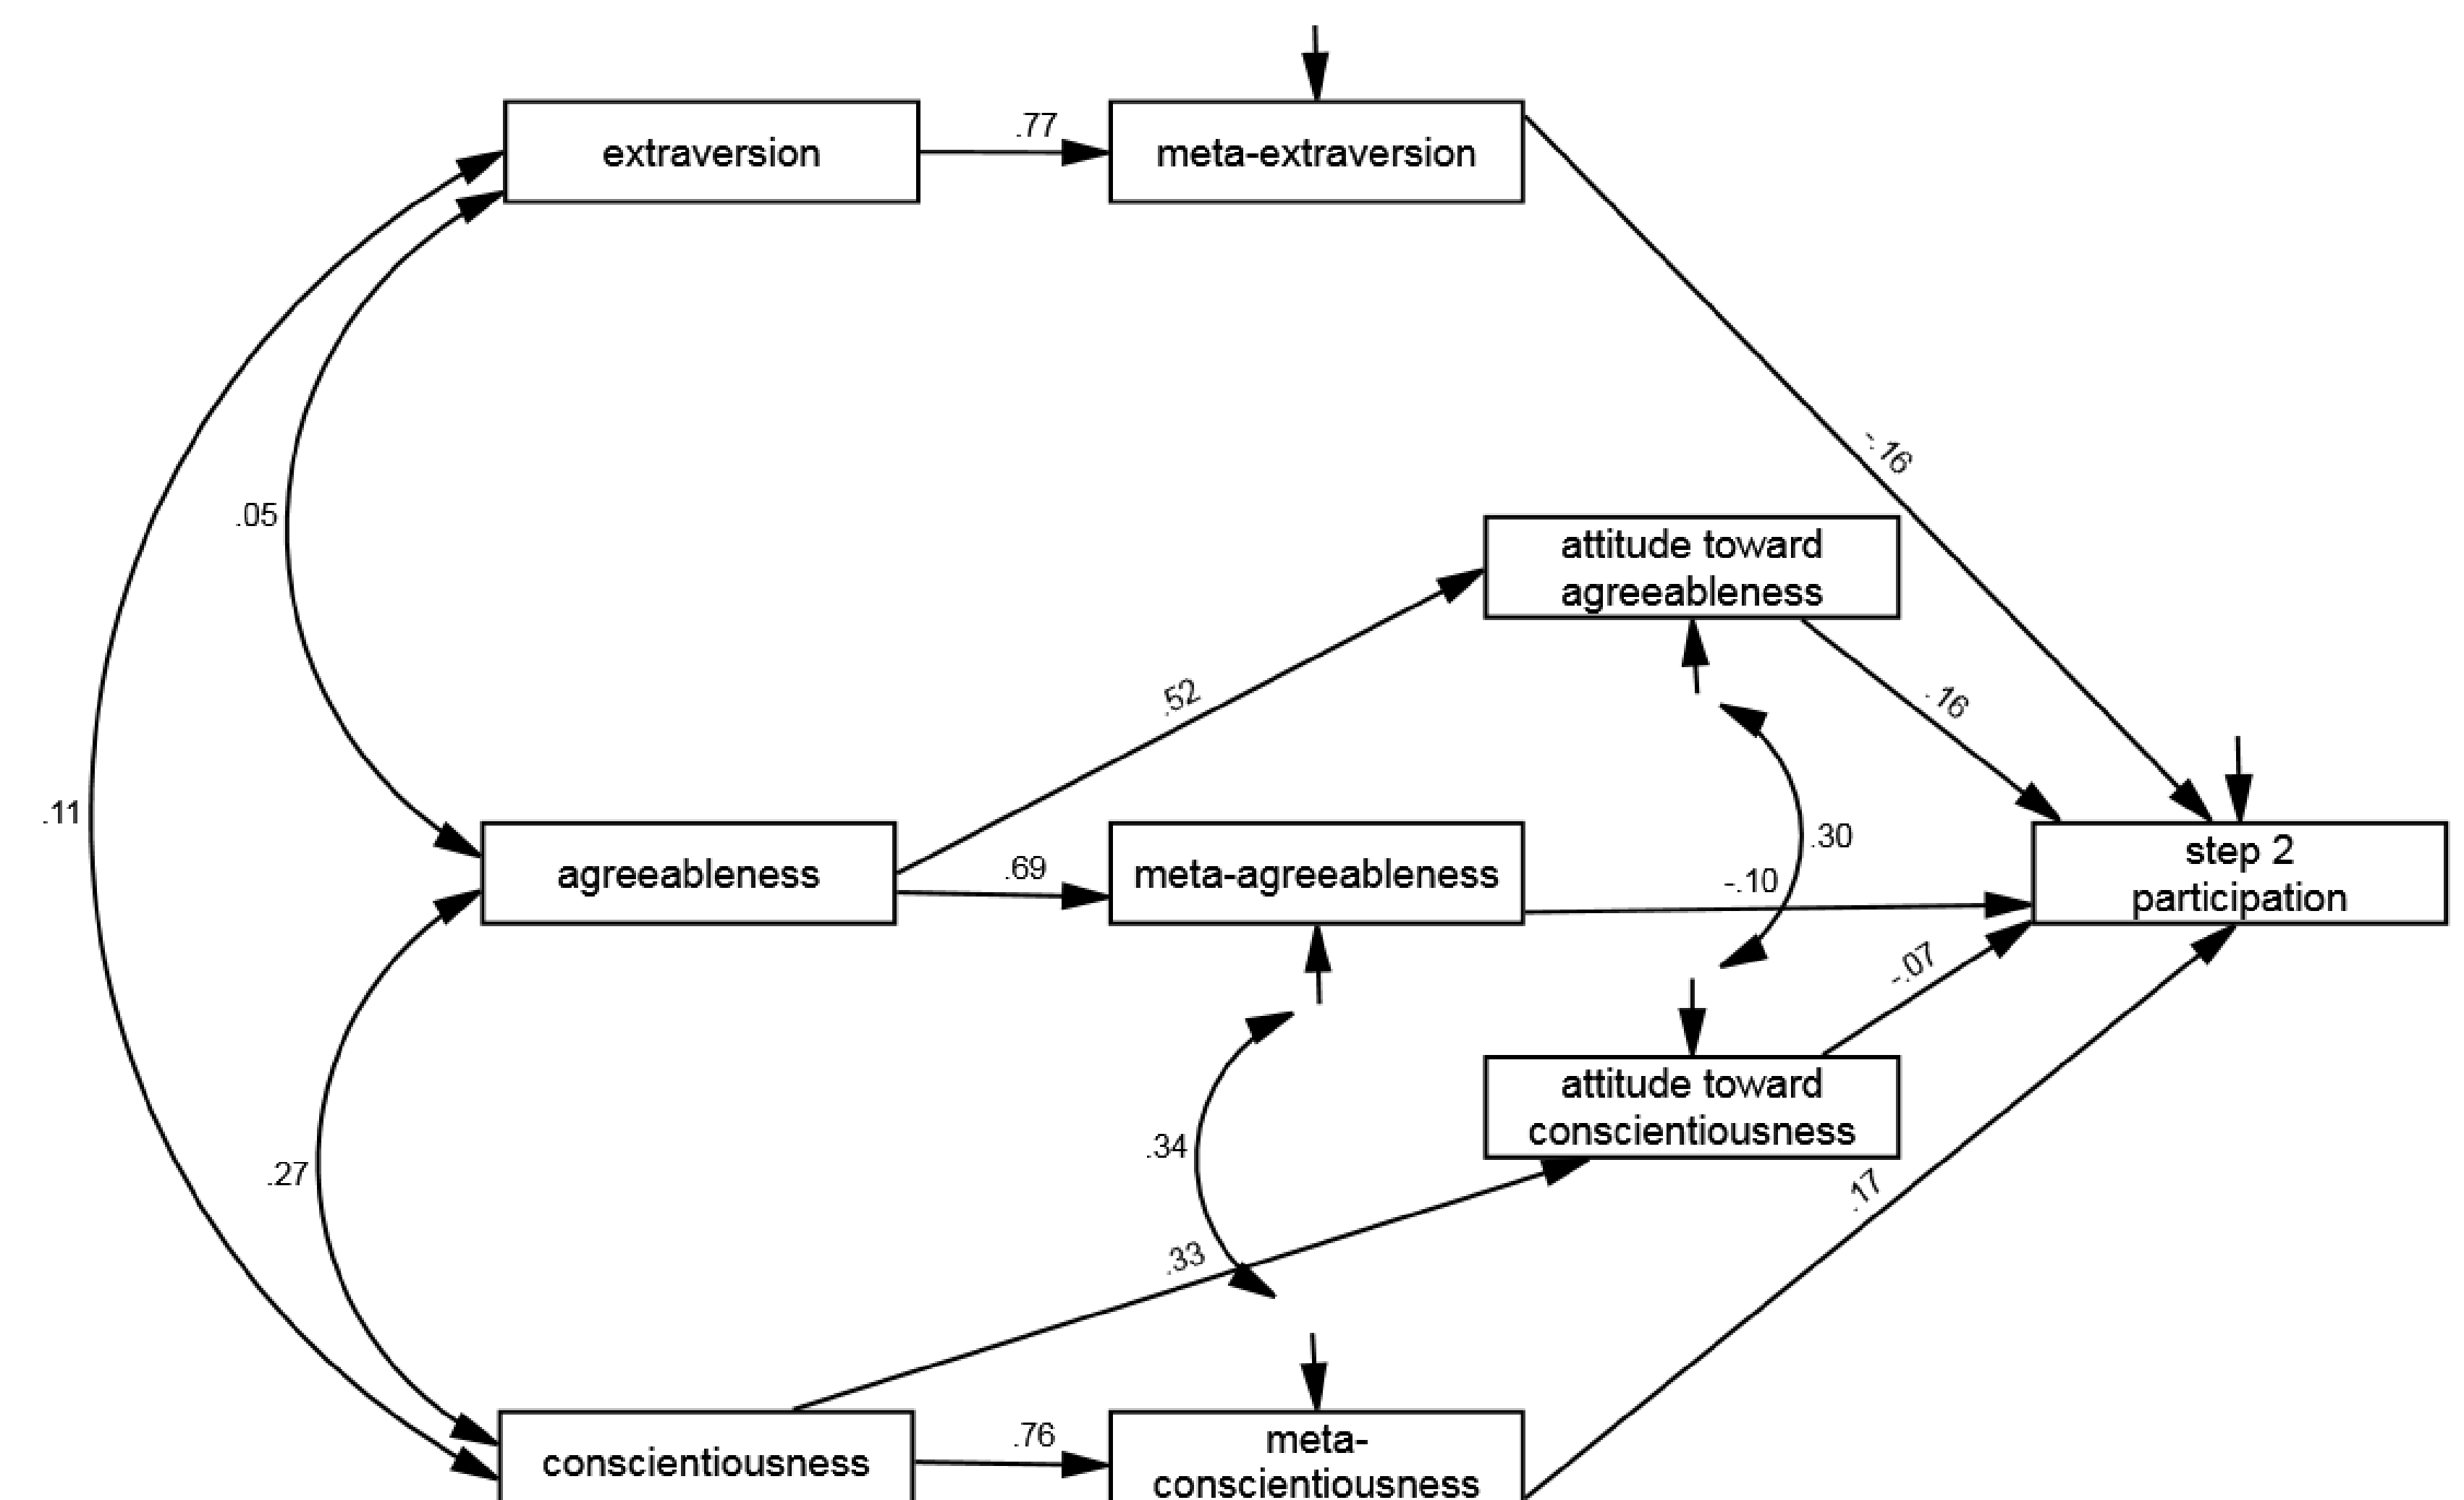 extraversion
.77
meta-extraversion
-.16
.05
attitude toward
agreeableness
.52
.16
.11
agreeableness
.69
meta-agreeableness
-.10
.30
step 2
participation
-.07
attitude toward
conscientiousness
.34
.27
.33
.17
conscientiousness
.76
meta-
conscientiousness